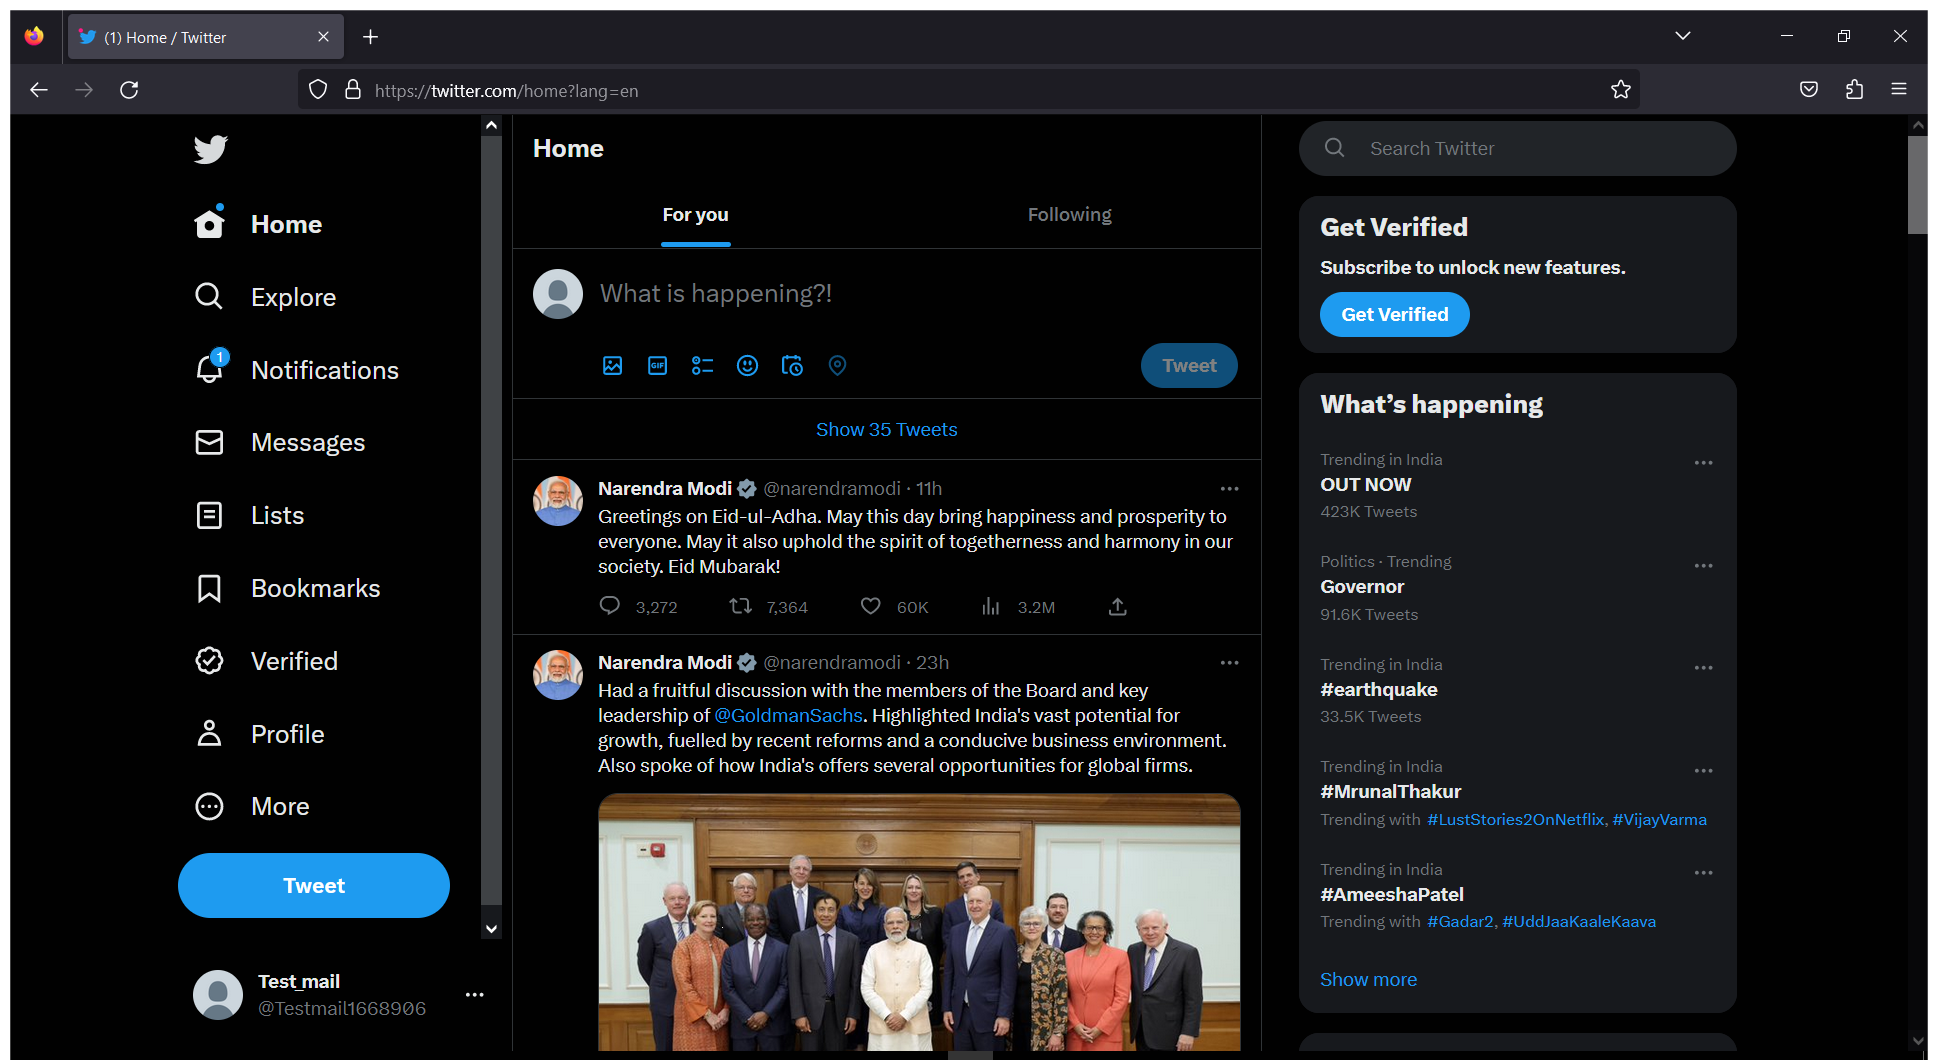 (1) Home / Twitter
https://twitter.com/home?lang=en
Home
Explore
1
Notifications
Messages
Lists
Bookmarks
Verified
Profile
More
Tweet
Test_mail
@Testmail1668906
Home
For you
Following
What is happening?!
GIF
Tweet
Show 35 Tweets
Narendra Modi @narendramodi · 11h
Greetings on Eid-ul-Adha. May this day bring happiness and prosperity to
everyone. May it also uphold the spirit of togetherness and harmony in our
society. Eid Mubarak!
3,272 7,364 60K 3.2M
Narendra Modi @narendramodi · 23h
Had a fruitful discussion with the members of the Board and key
leadership of @GoldmanSachs. Highlighted India's vast potential for
growth, fuelled by recent reforms and a conducive business environment.
Also spoke of how India's offers several opportunities for global firms.
Search Twitter
Get Verified
Subscribe to unlock new features.
Get Verified
What's happening
Trending in India
OUT NOW
423K Tweets
Politics · Trending
Governor
91.6K Tweets
Trending in India
#earthquake
33.5K Tweets
Trending in India
#MrunalThakur
Trending with #LustStories2OnNetflix, #VijayVarma
Trending in India
#AmeeshaPatel
Trending with #Gadar2, #UddJaaKaaleKaava
Show more